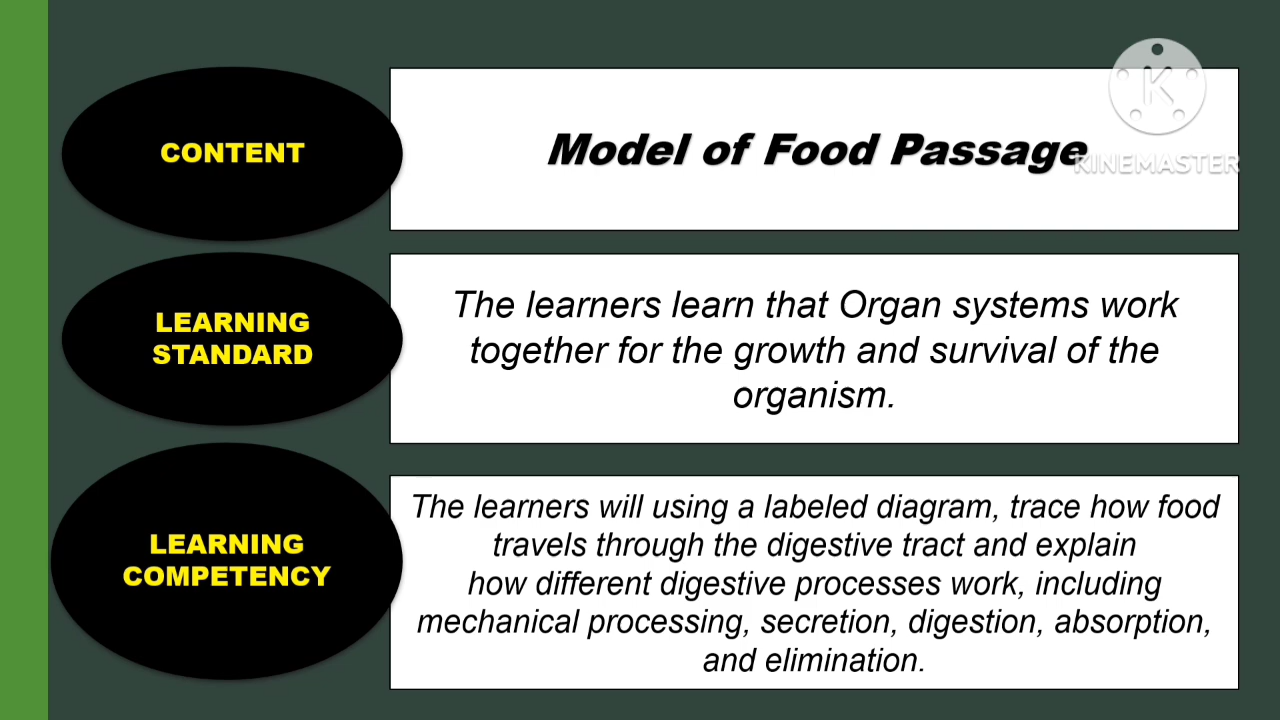 CONTENT
Model of Food Passage
K
KINEMASTER
LEARNING
STANDARD
The learners learn that Organ systems work
together for the growth and survival of the
organism.
LEARNING
COMPETENCY
The learners will using a labeled diagram, trace how food
travels through the digestive tract and explain
how different digestive processes work, including
mechanical processing, secretion, digestion, absorption,
and elimination.